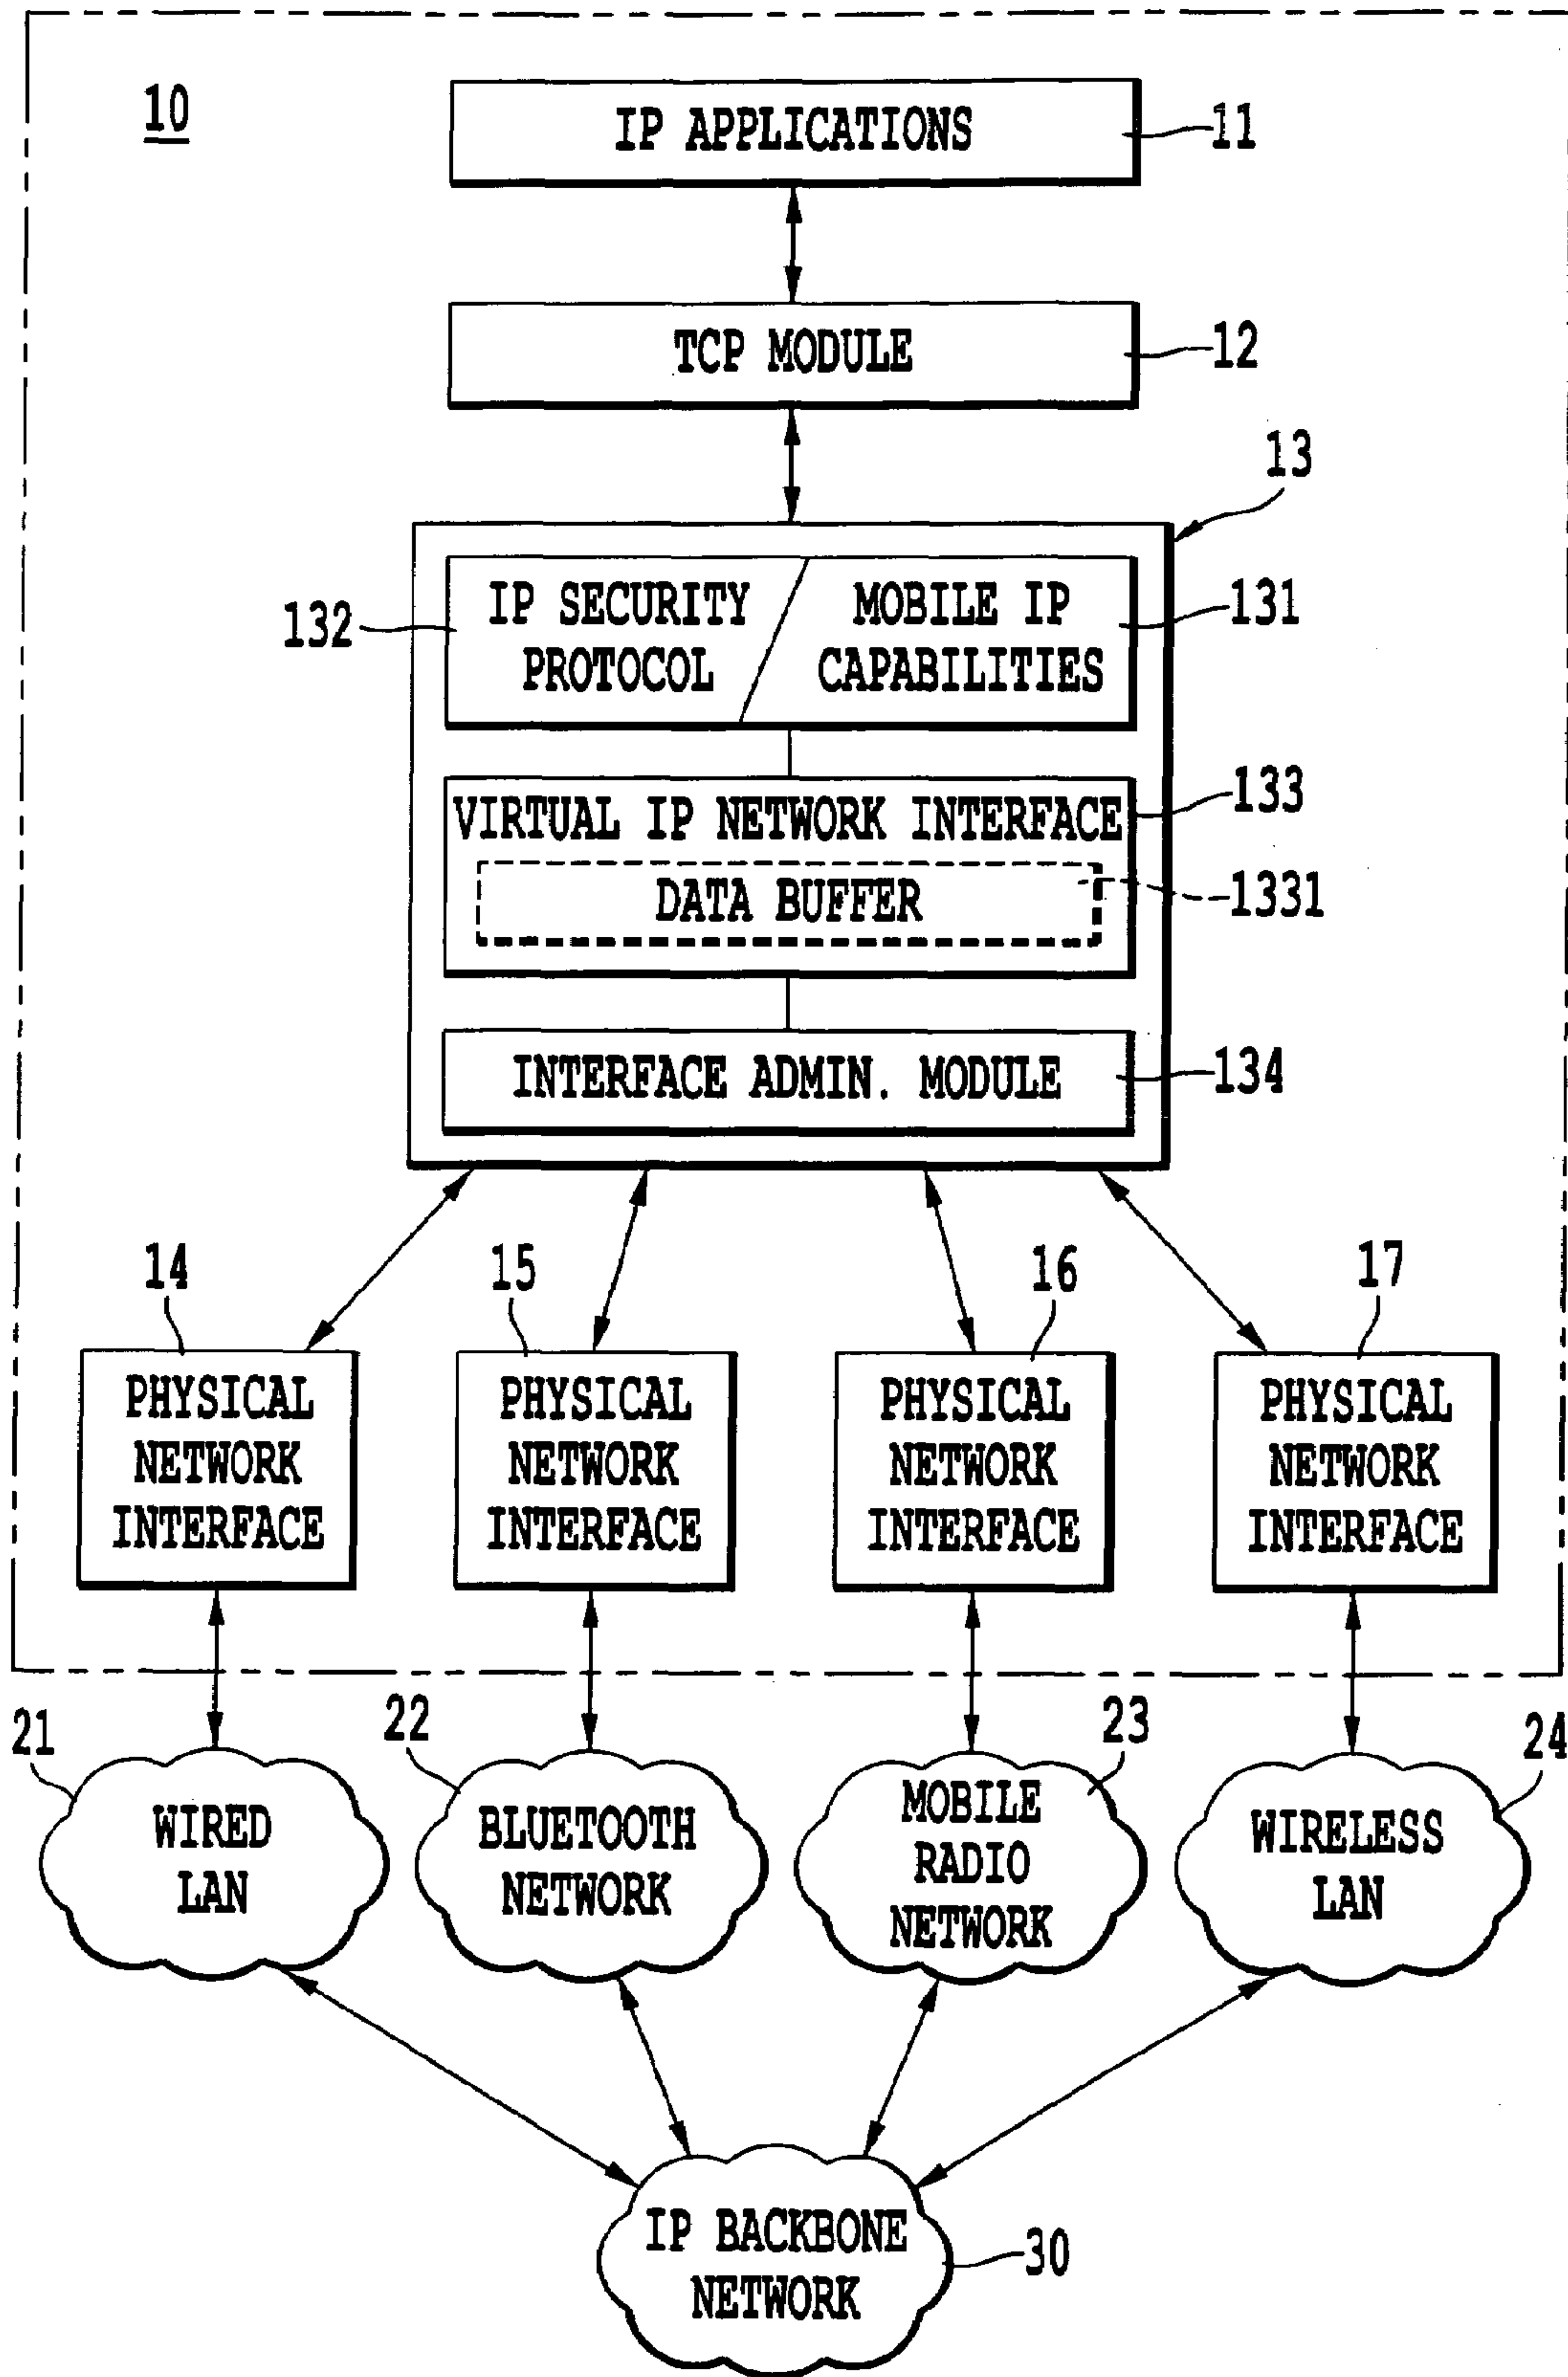 10
IP APPLICATIONS
11
TCP MODULE
12
13
132
IP SECURITY
PROTOCOL
MOBILE IP
CAPABILITIES
131
VIRTUAL IP NETWORK INTERFACE
133
DATA BUFFER
1331
INTERFACE ADMIN. MODULE
134
14
15
16
17
PHYSICAL
NETWORK
INTERFACE
PHYSICAL
NETWORK
INTERFACE
PHYSICAL
NETWORK
INTERFACE
PHYSICAL
NETWORK
INTERFACE
21
22
23
24
WIRED
LAN
BLUETOOTH
NETWORK
MOBILE
RADIO
NETWORK
WIRELESS
LAN
IP BACKBONE
NETWORK
30